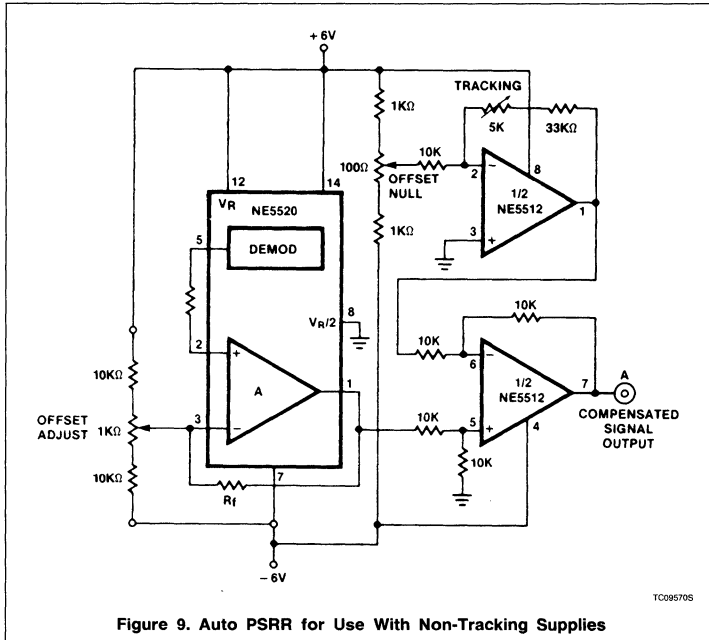 + 6V
TRACKING
5K
33KΩ
1KΩ
10K
100Ω
OFFSET
NULL
1KΩ
2
−
8
1/2
NE5512
1
3
+
12
14
VR
NE5520
5
DEMOD
8
VR/2
2
+
A
1
3
−
7
Rf
10KΩ
OFFSET
ADJUST
1KΩ
10KΩ
− 6V
10K
10K
6
−
1/2
NE5512
7
A
COMPENSATED
SIGNAL
OUTPUT
10K
5
+
4
10K
TC09570S
Figure 9. Auto PSRR for Use With Non-Tracking Supplies